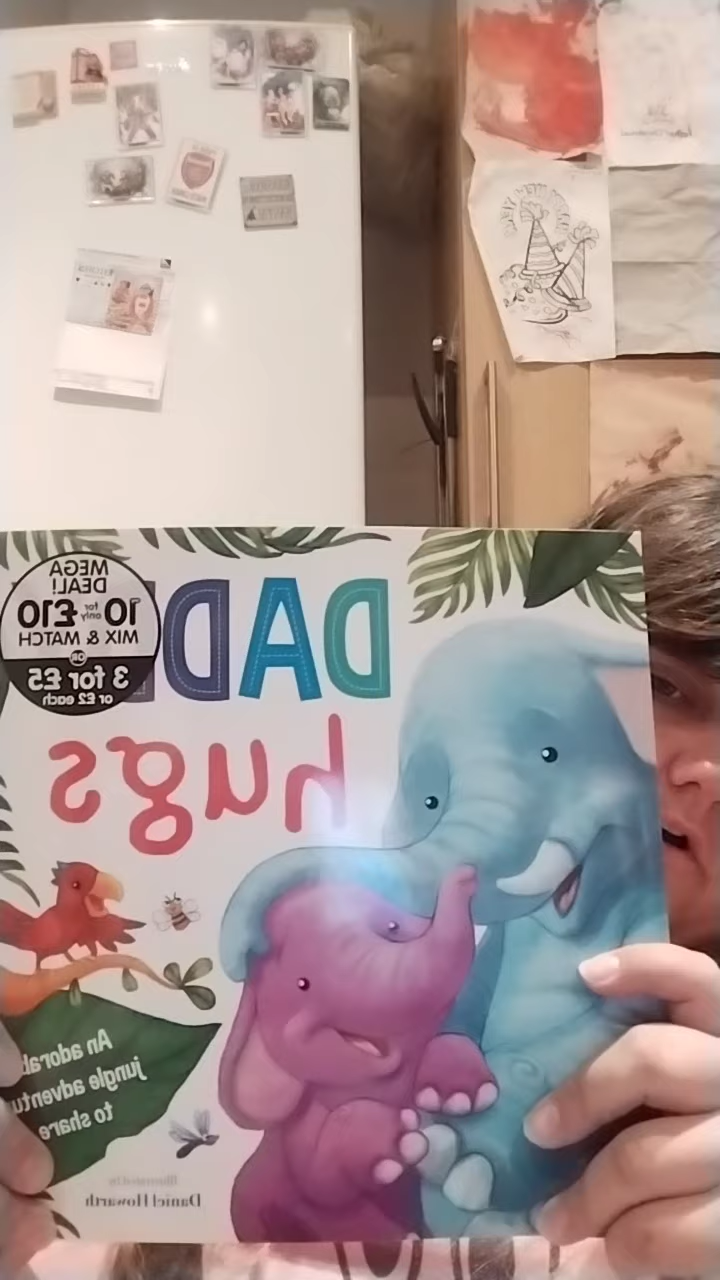 MEGA
DEAL!
10 for only £10
MIX & MATCH
OR
3 for £5
or £2 each
DAD
hugs
An adorab
jungle adventu
to share
Illustrated by
Daniel Howarth